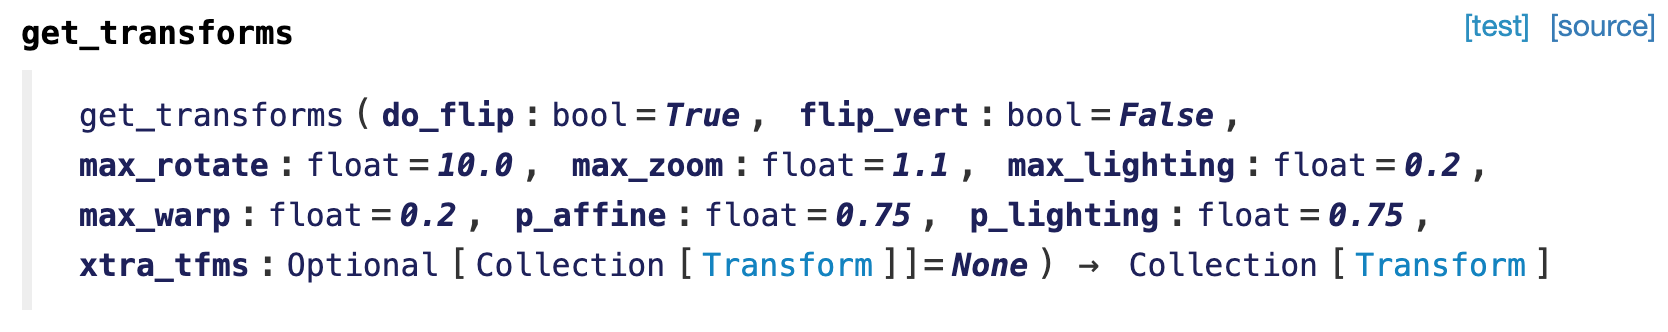 get_transforms [test] [source]
get_transforms(do_flip:bool=True, flip_vert:bool=False,
max_rotate:float=10.0, max_zoom:float=1.1, max_lighting:float=0.2,
max_warp:float=0.2, p_affine:float=0.75, p_lighting:float=0.75,
xtra_tfms:Optional[Collection[Transform]]=None) → Collection[Transform]